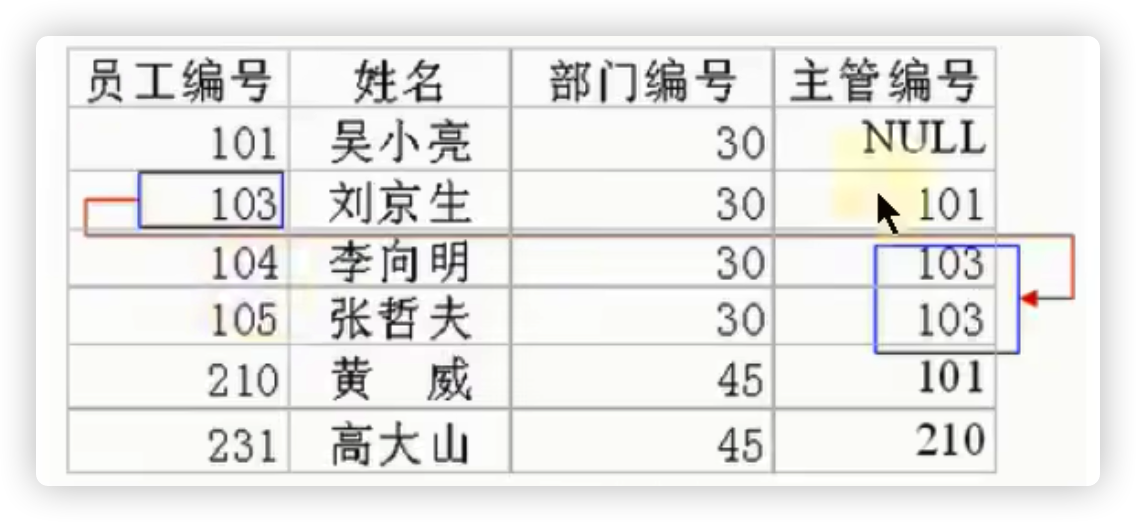 员工编号 姓名 部门编号 主管编号
101 吴小亮 30 NULL
103 刘京生 30 101
104 李向明 30 103
105 张哲夫 30 103
210 黄　威 45 101
231 高大山 45 210